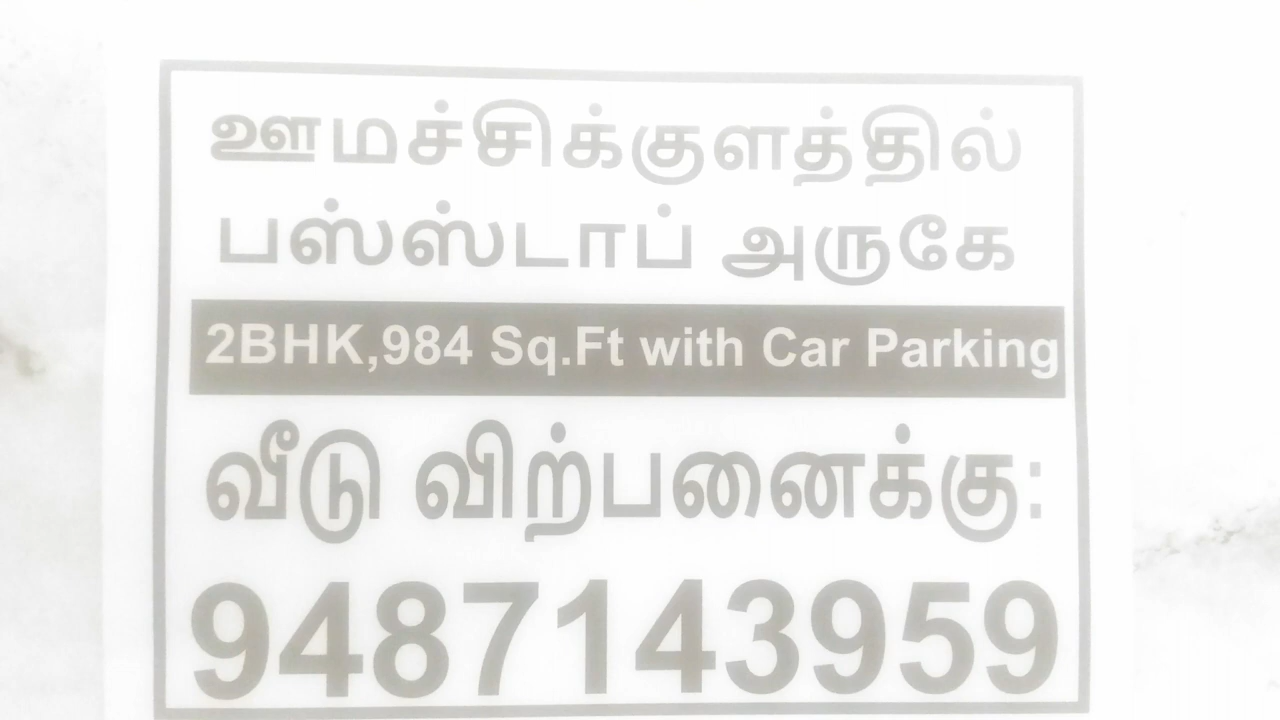 ஊமச்சிக்குளத்தில்
பஸ்ஸ்டாப் அருகே
2BHK,984 Sq.Ft with Car Parking
வீடு விற்பனைக்கு:
9487143959